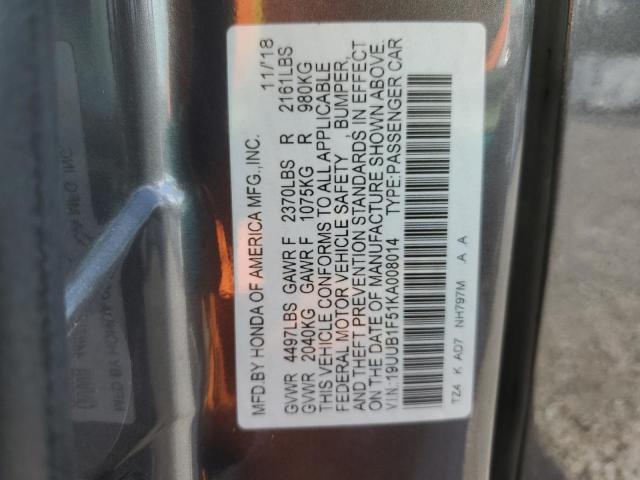 MFD.BY HONDA OF AMERICA MFG.,INC. 11/'18
GVWR 4497LBS GAWR F 2370LBS R 2161LBS
GVWR 2040KG GAWR F 1075KG R 980KG
THIS VEHICLE CONFORMS TO ALL APPLICABLE
FEDERAL MOTOR VEHICLE SAFETY, BUMPER,
AND THEFT PREVENTION STANDARDS IN EFFECT
ON THE DATE OF MANUFACTURE SHOWN ABOVE.
V.I.N.:19UUB1F51KA008014 TYPE:PASSENGER CAR
TZ4 K AD7 NH797M A A